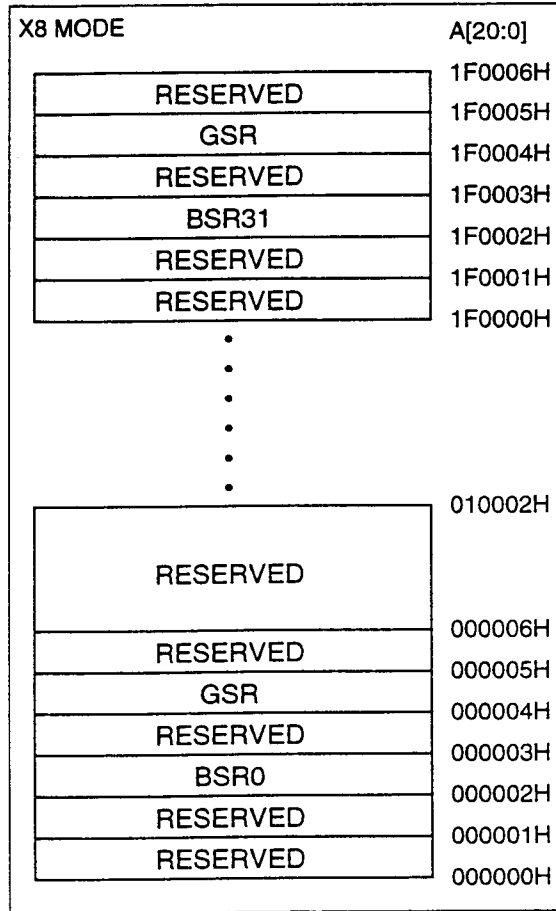 X8 MODE A[20:0]
1F0006H
RESERVED
1F0005H
GSR
1F0004H
RESERVED
1F0003H
BSR31
1F0002H
RESERVED
1F0001H
RESERVED
1F0000H
010002H
RESERVED
000006H
RESERVED
000005H
GSR
000004H
RESERVED
000003H
BSR0
000002H
RESERVED
000001H
RESERVED
000000H